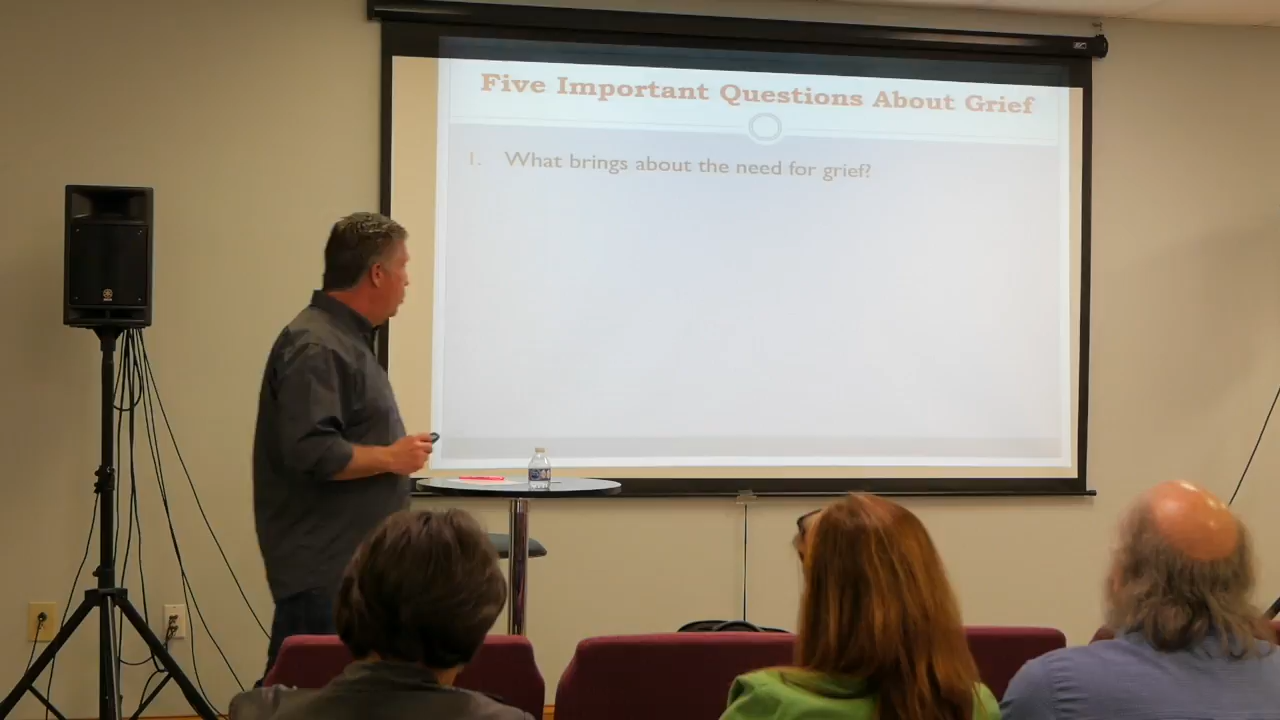 Five Important Questions About Grief
1. What brings about the need for grief?